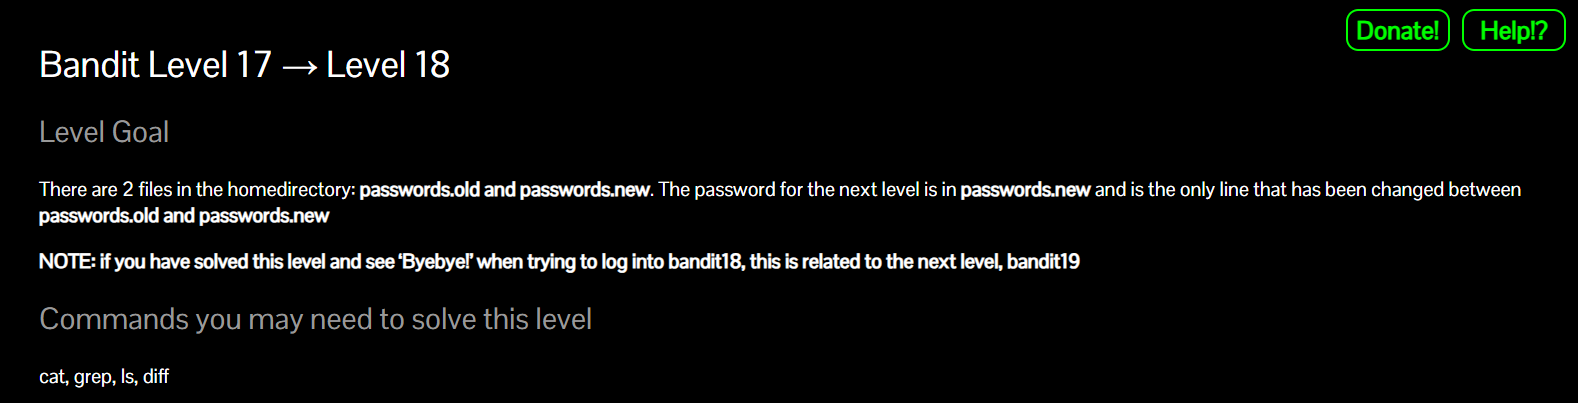 Donate! Help!?
Bandit Level 17 → Level 18
Level Goal
There are 2 files in the homedirectory: passwords.old and passwords.new. The password for the next level is in passwords.new and is the only line that has been changed between
passwords.old and passwords.new
NOTE: if you have solved this level and see ‘Byebye!’ when trying to log into bandit18, this is related to the next level, bandit19
Commands you may need to solve this level
cat, grep, ls, diff